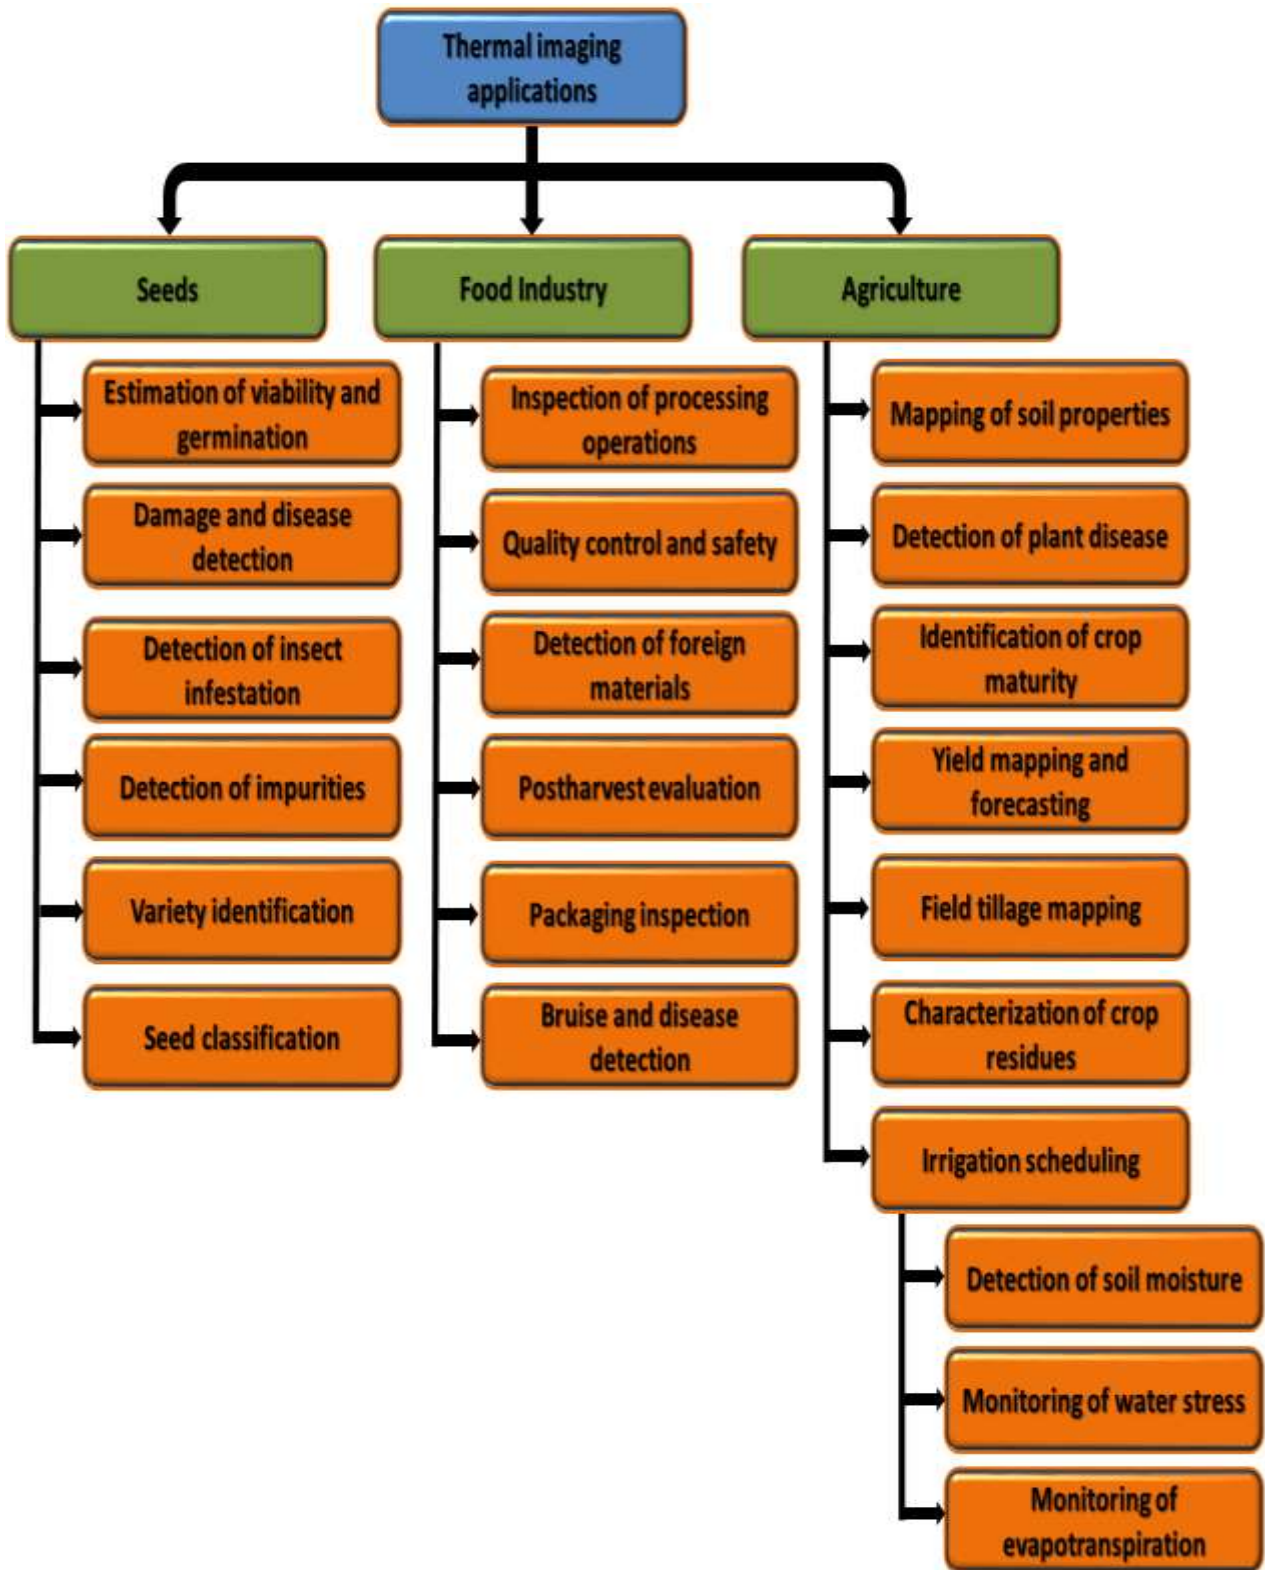 Thermal imaging
applications
Seeds
Estimation of viability and
germination
Damage and disease
detection
Detection of insect
infestation
Detection of impurities
Variety identification
Seed classification
Food Industry
Inspection of processing
operations
Quality control and safety
Detection of foreign
materials
Postharvest evaluation
Packaging inspection
Bruise and disease
detection
Agriculture
Mapping of soil properties
Detection of plant disease
Identification of crop
maturity
Yield mapping and
forecasting
Field tillage mapping
Characterization of crop
residues
Irrigation scheduling
Detection of soil moisture
Monitoring of water stress
Monitoring of
evapotranspiration